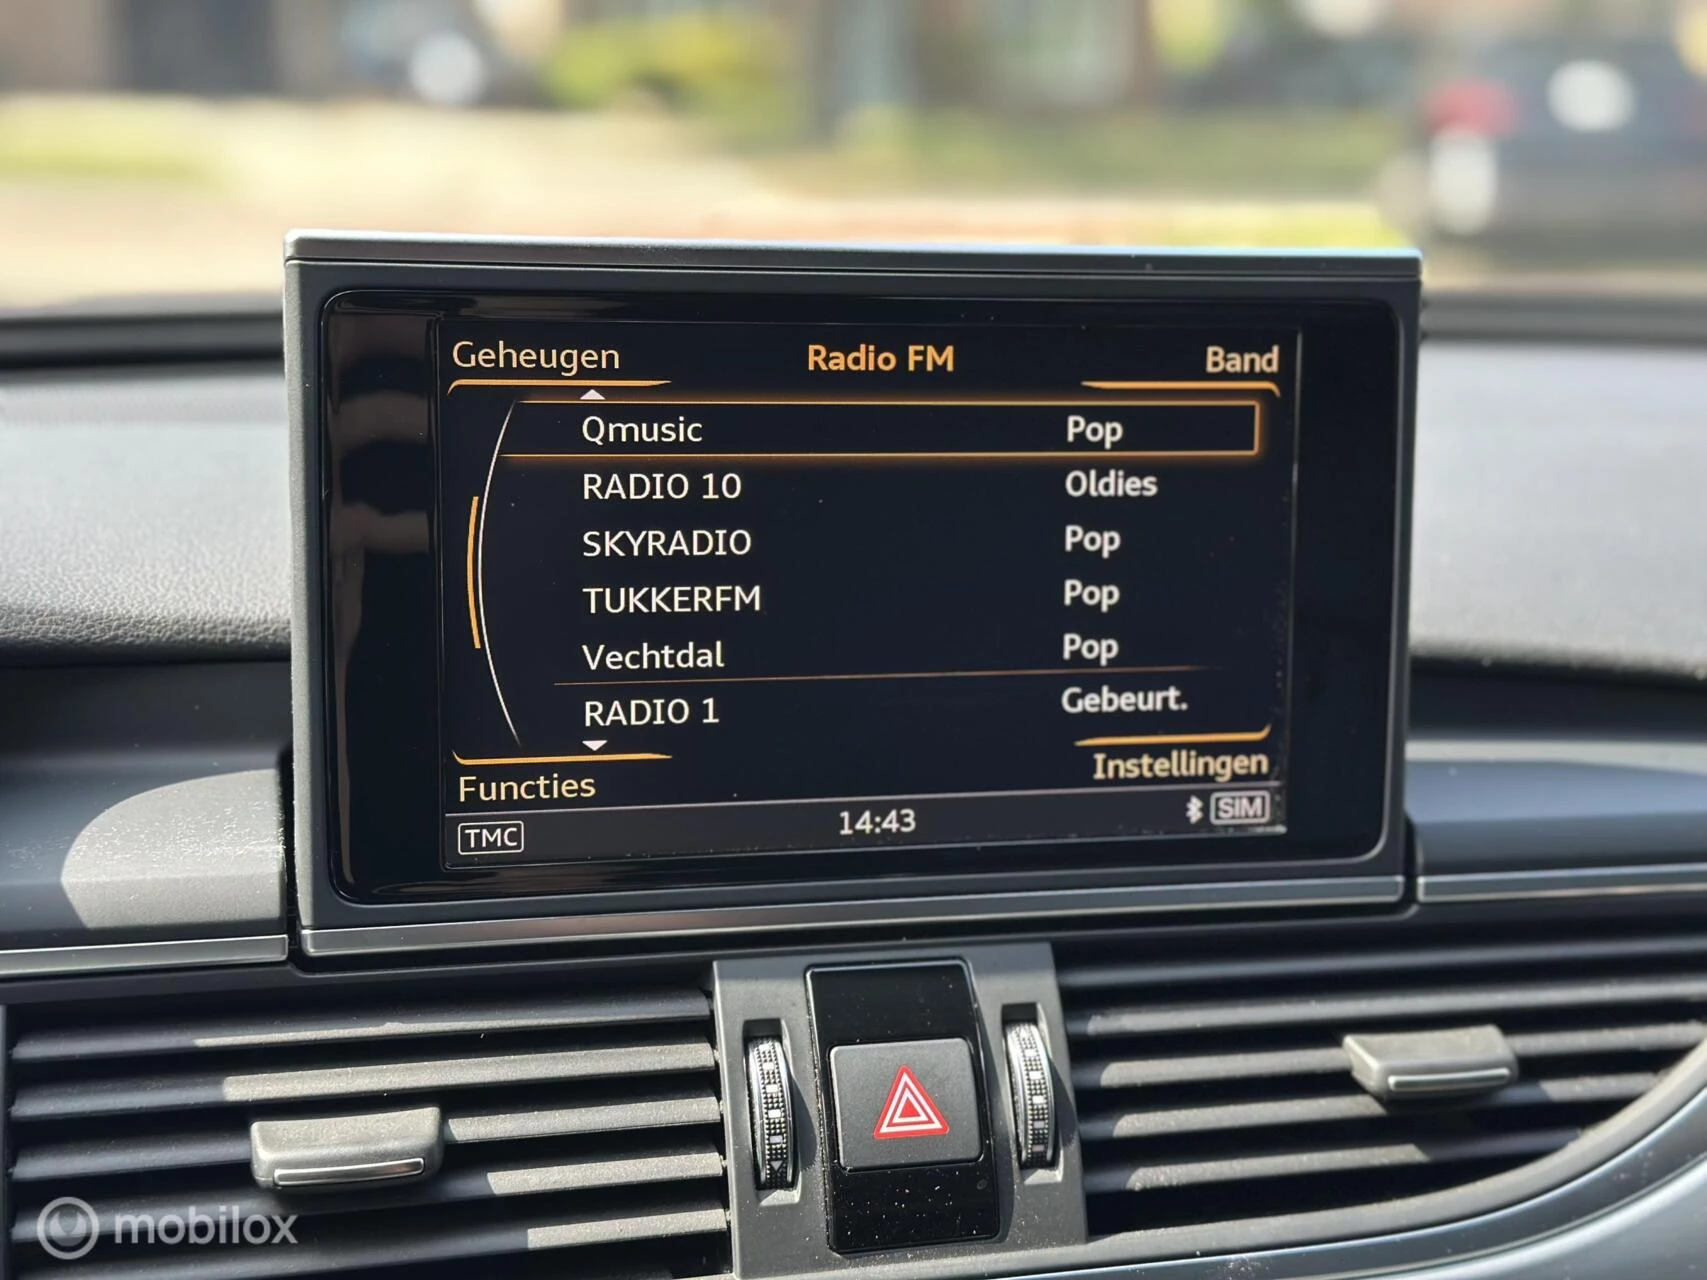 Geheugen Radio FM Band
Qmusic Pop
RADIO 10 Oldies
SKYRADIO Pop
TUKKERFM Pop
Vechtdal Pop
RADIO 1 Gebeurt.
Functies Instellingen
TMC 14:43 SIM
mobilox